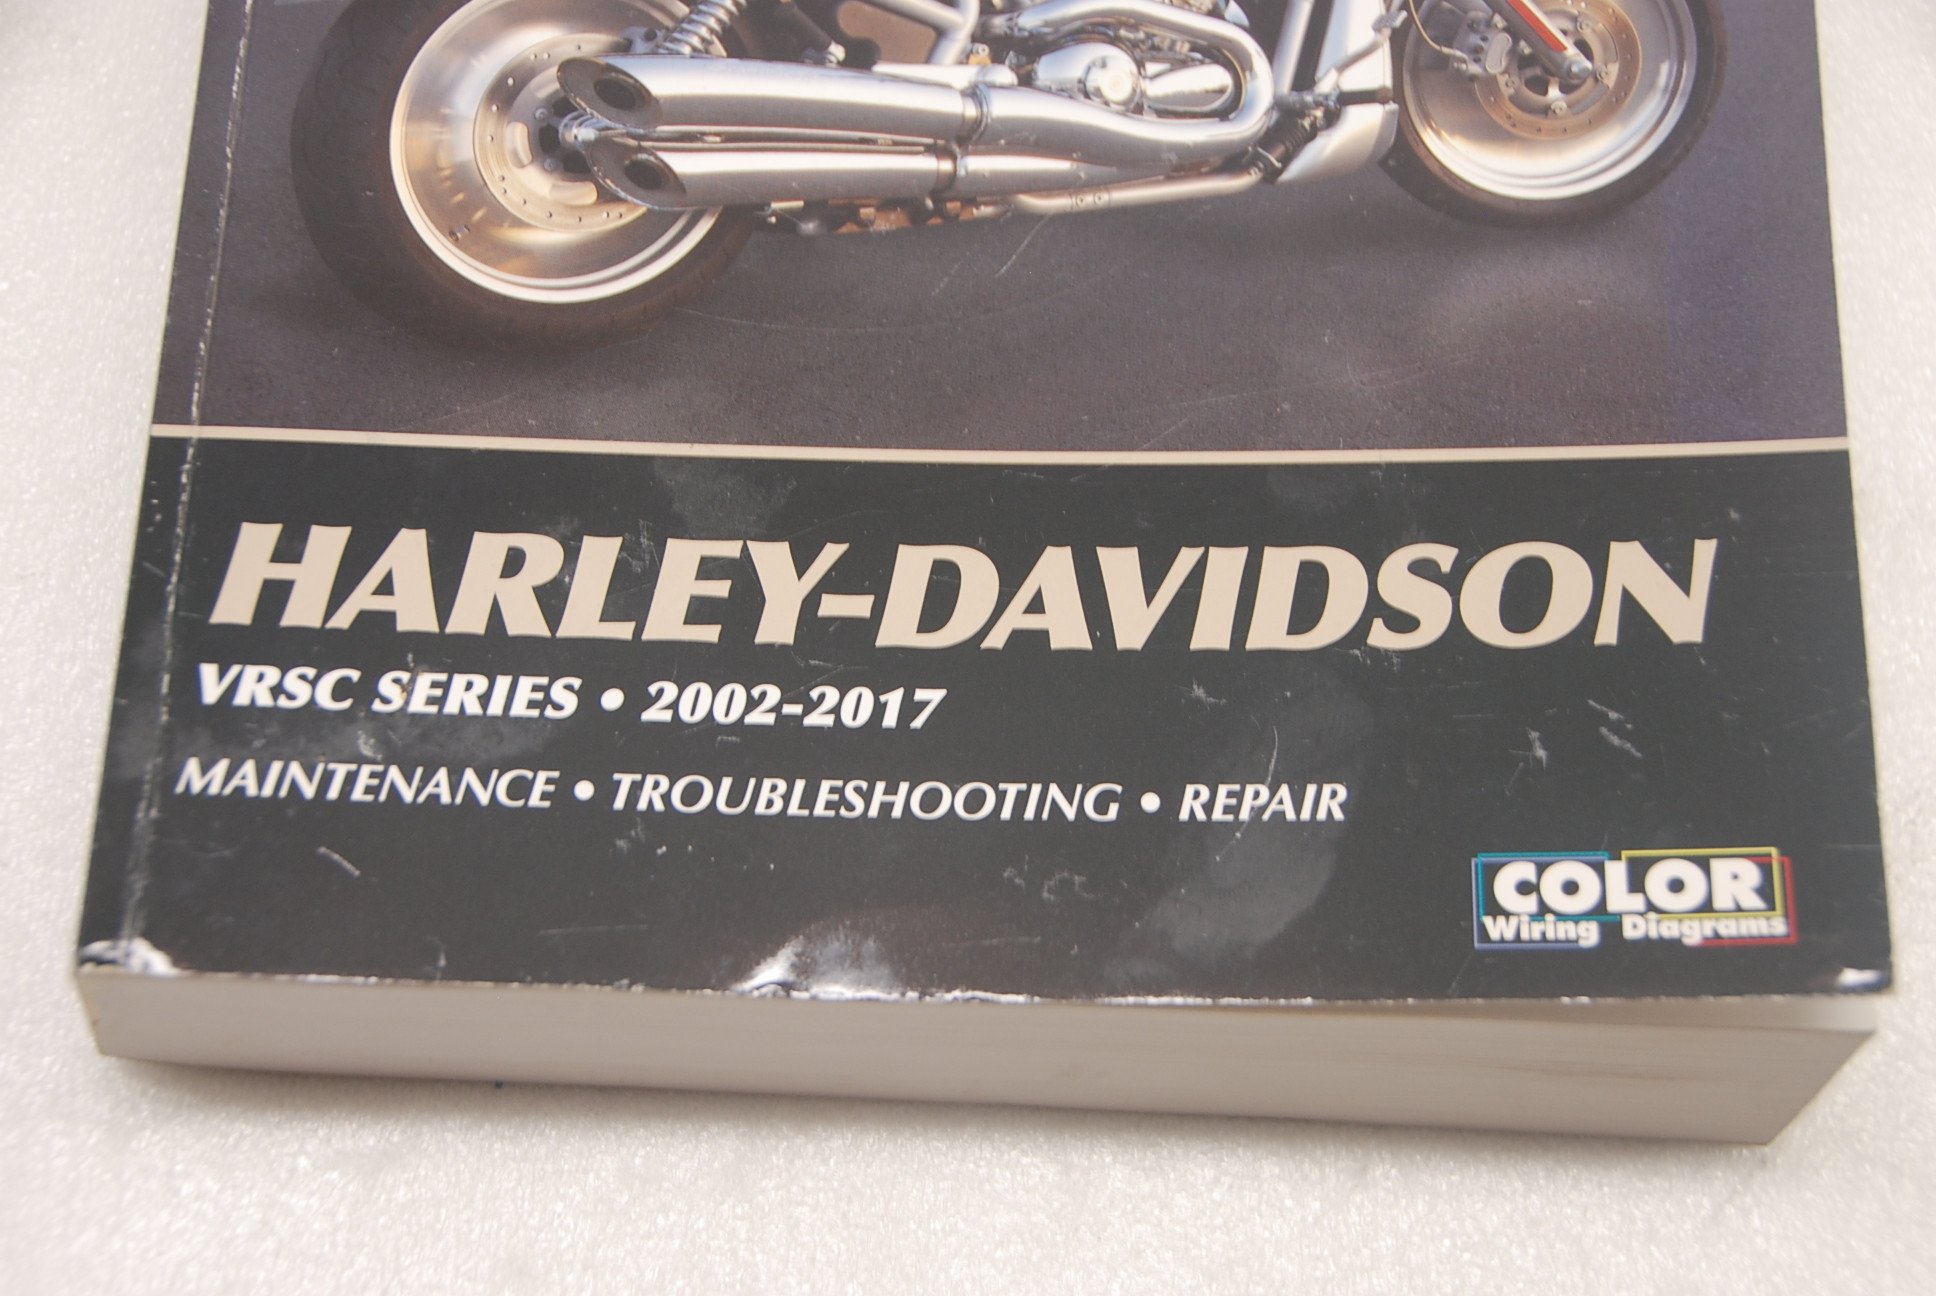 HARLEY-DAVIDSON
VRSC SERIES • 2002-2017
MAINTENANCE • TROUBLESHOOTING • REPAIR
COLOR
Wiring Diagrams